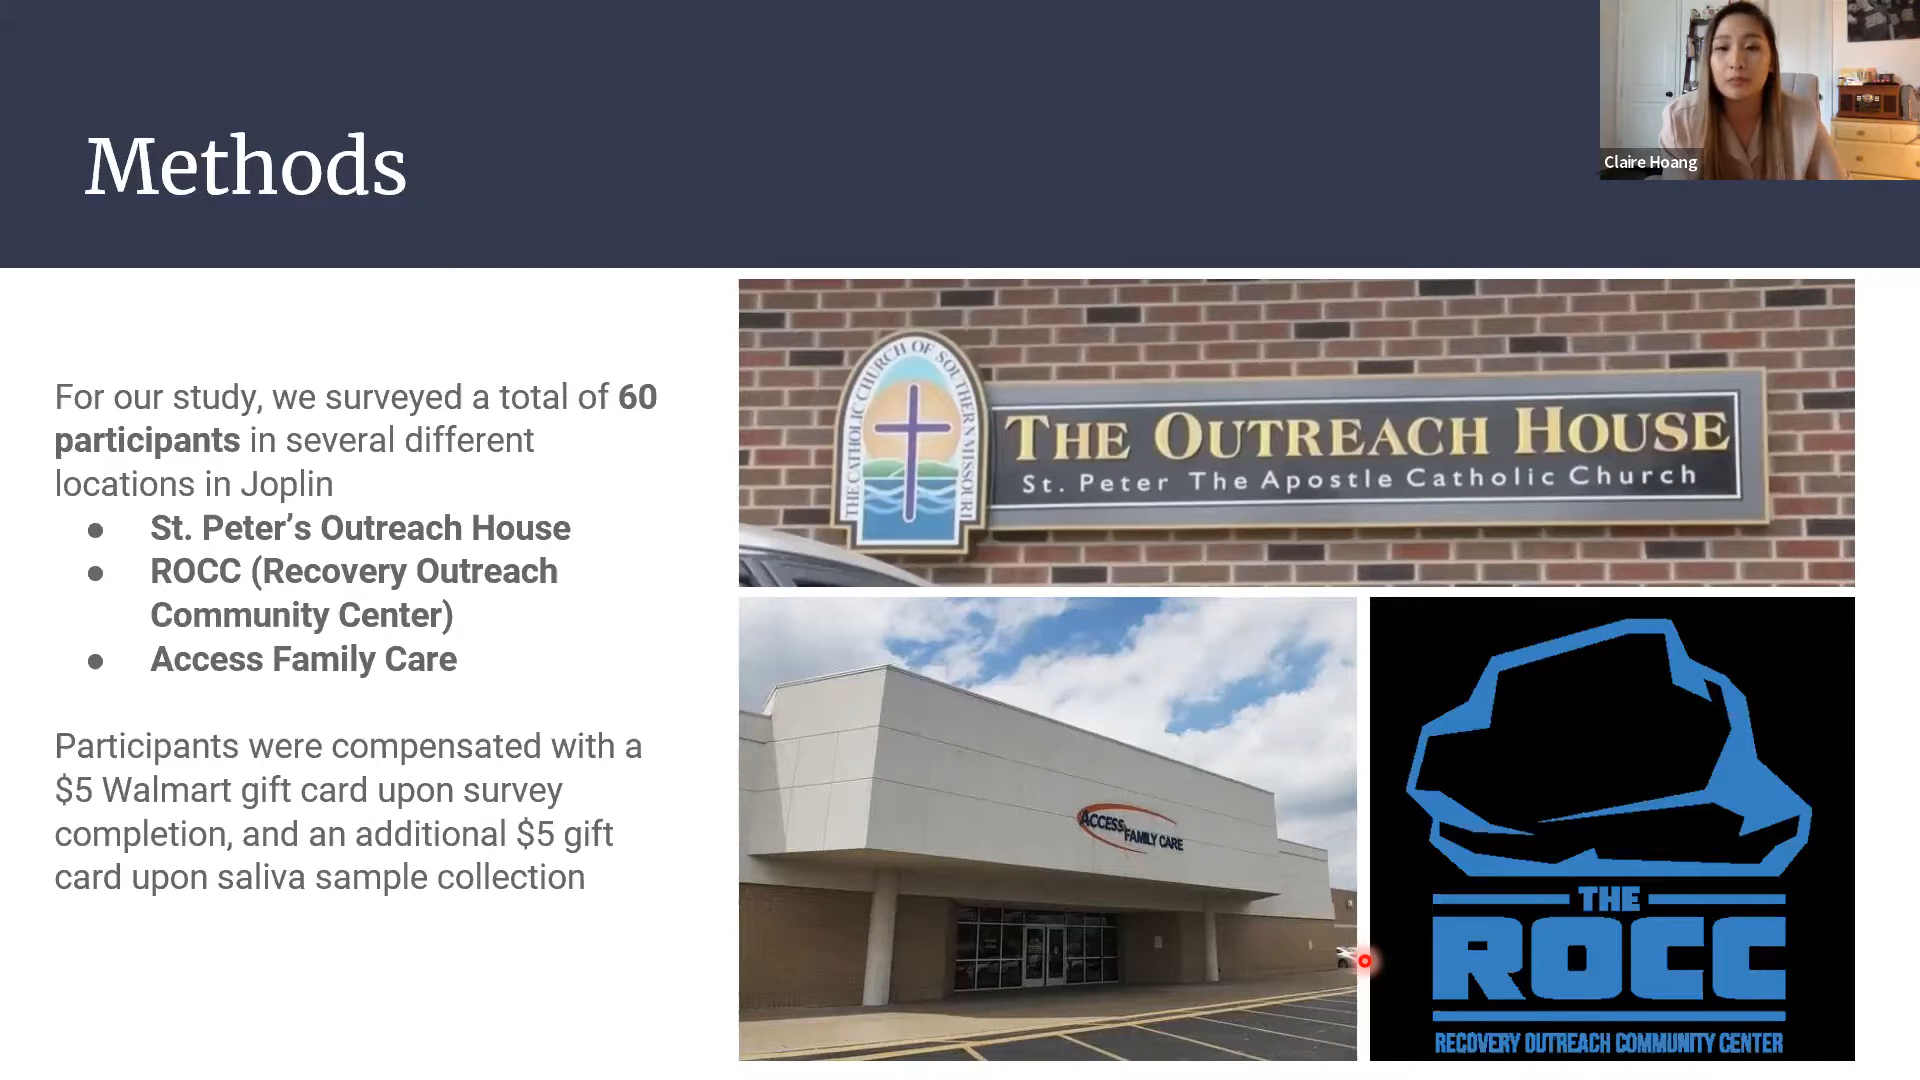 Methods
Claire Hoang
For our study, we surveyed a total of 60
participants in several different
locations in Joplin
● St. Peter’s Outreach House
● ROCC (Recovery Outreach
Community Center)
● Access Family Care
Participants were compensated with a
$5 Walmart gift card upon survey
completion, and an additional $5 gift
card upon saliva sample collection
THE CATHOLIC CHURCH OF SOUTHERN MISSOURI
THE OUTREACH HOUSE
St. Peter The Apostle Catholic Church
ACCESS
FAMILY CARE
THE
ROCC
RECOVERY OUTREACH COMMUNITY CENTER